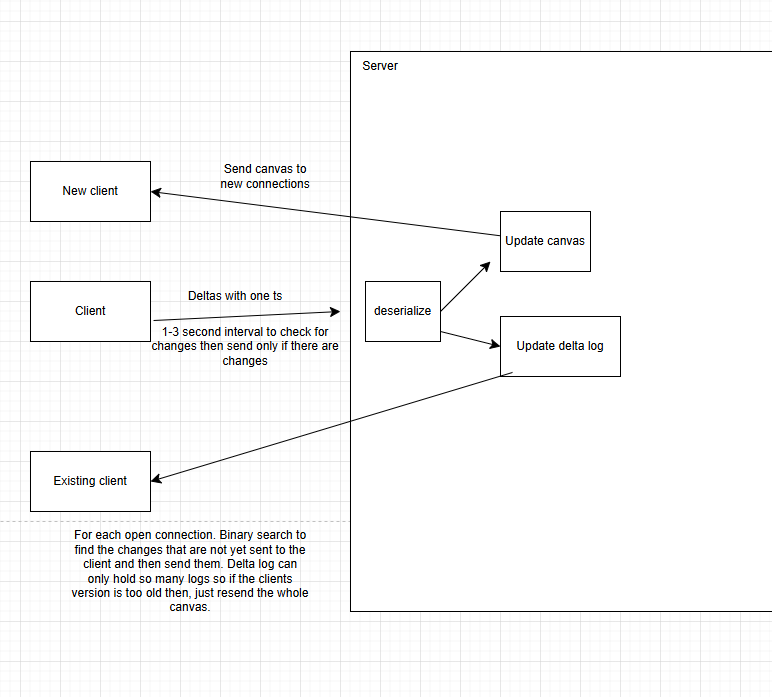 Server
Send canvas to
new connections
New client
Update canvas
Deltas with one ts
Client
deserialize
1-3 second interval to check for
changes then send only if there are
changes
Update delta log
Existing client
For each open connection. Binary search to
find the changes that are not yet sent to the
client and then send them. Delta log can
only hold so many logs so if the clients
version is too old then, just resend the whole
canvas.